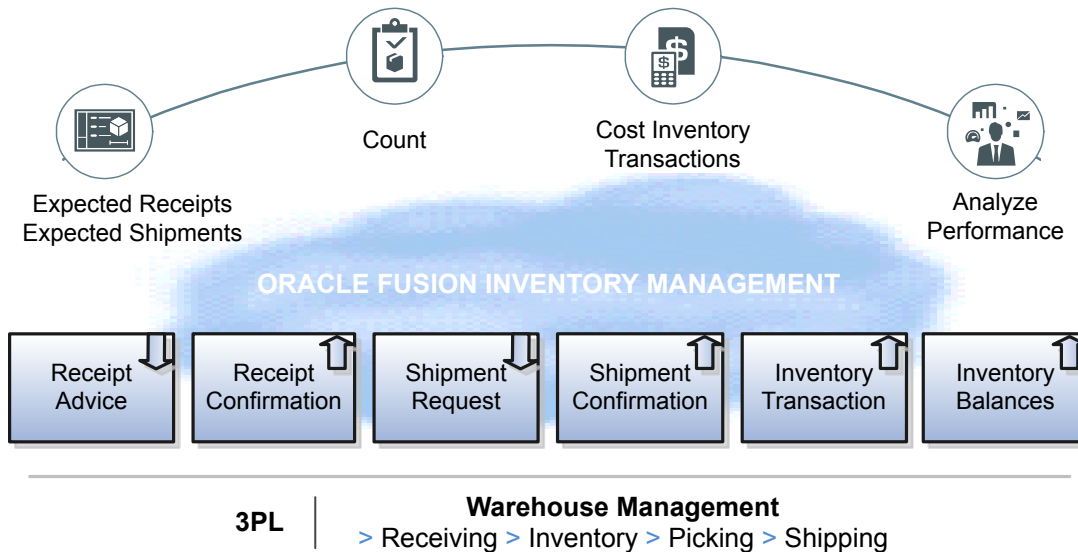 Count
Cost Inventory
Transactions
Expected Receipts
Expected Shipments
Analyze
Performance
ORACLE FUSION INVENTORY MANAGEMENT
Receipt
Advice
Receipt
Confirmation
Shipment
Request
Shipment
Confirmation
Inventory
Transaction
Inventory
Balances
3PL
Warehouse Management
> Receiving > Inventory > Picking > Shipping